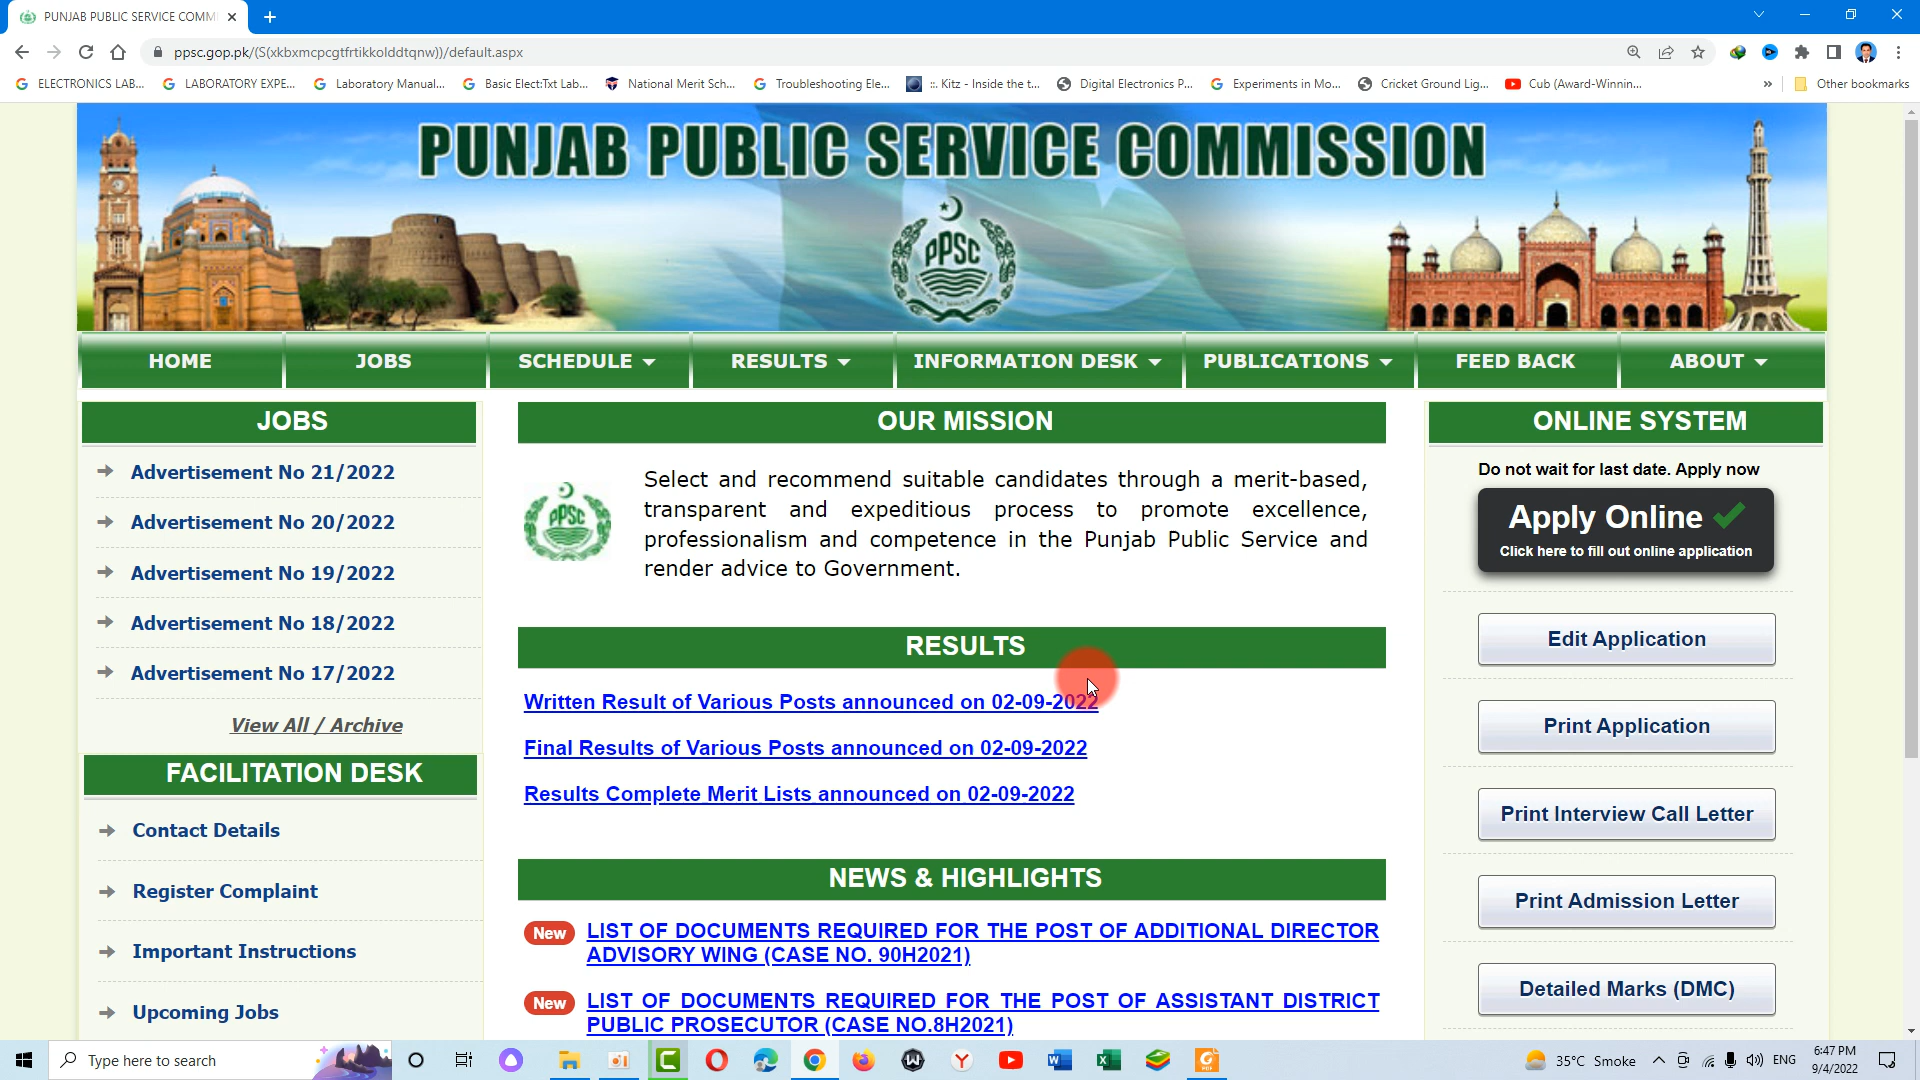 PUNJAB PUBLIC SERVICE COMMI
ppsc.gop.pk/(S(xkbxmcpcgtfrtikkolddtqnw))/default.aspx
ELECTRONICS LAB...
LABORATORY EXPE...
Laboratory Manual...
Basic Elect:Txt Lab...
National Merit Sch...
Troubleshooting Ele...
::. Kitz - Inside the t...
Digital Electronics P...
Experiments in Mo...
Cricket Ground Lig...
Cub (Award-Winnin...
»
Other bookmarks
PUNJAB PUBLIC SERVICE COMMISSION
PPSC
HOME
JOBS
SCHEDULE
RESULTS
INFORMATION DESK
PUBLICATIONS
FEED BACK
ABOUT
JOBS
Advertisement No 21/2022
Advertisement No 20/2022
Advertisement No 19/2022
Advertisement No 18/2022
Advertisement No 17/2022
View All / Archive
FACILITATION DESK
Contact Details
Register Complaint
Important Instructions
Upcoming Jobs
OUR MISSION
PPSC
Select and recommend suitable candidates through a merit-based,
transparent and expeditious process to promote excellence,
professionalism and competence in the Punjab Public Service and
render advice to Government.
RESULTS
Written Result of Various Posts announced on 02-09-2022
Final Results of Various Posts announced on 02-09-2022
Results Complete Merit Lists announced on 02-09-2022
NEWS & HIGHLIGHTS
New LIST OF DOCUMENTS REQUIRED FOR THE POST OF ADDITIONAL DIRECTOR
ADVISORY WING (CASE NO. 90H2021)
New LIST OF DOCUMENTS REQUIRED FOR THE POST OF ASSISTANT DISTRICT
PUBLIC PROSECUTOR (CASE NO.8H2021)
ONLINE SYSTEM
Do not wait for last date. Apply now
Apply Online
Click here to fill out online application
Edit Application
Print Application
Print Interview Call Letter
Print Admission Letter
Detailed Marks (DMC)
Type here to search
35°C Smoke
ENG
6:47 PM
9/4/2022